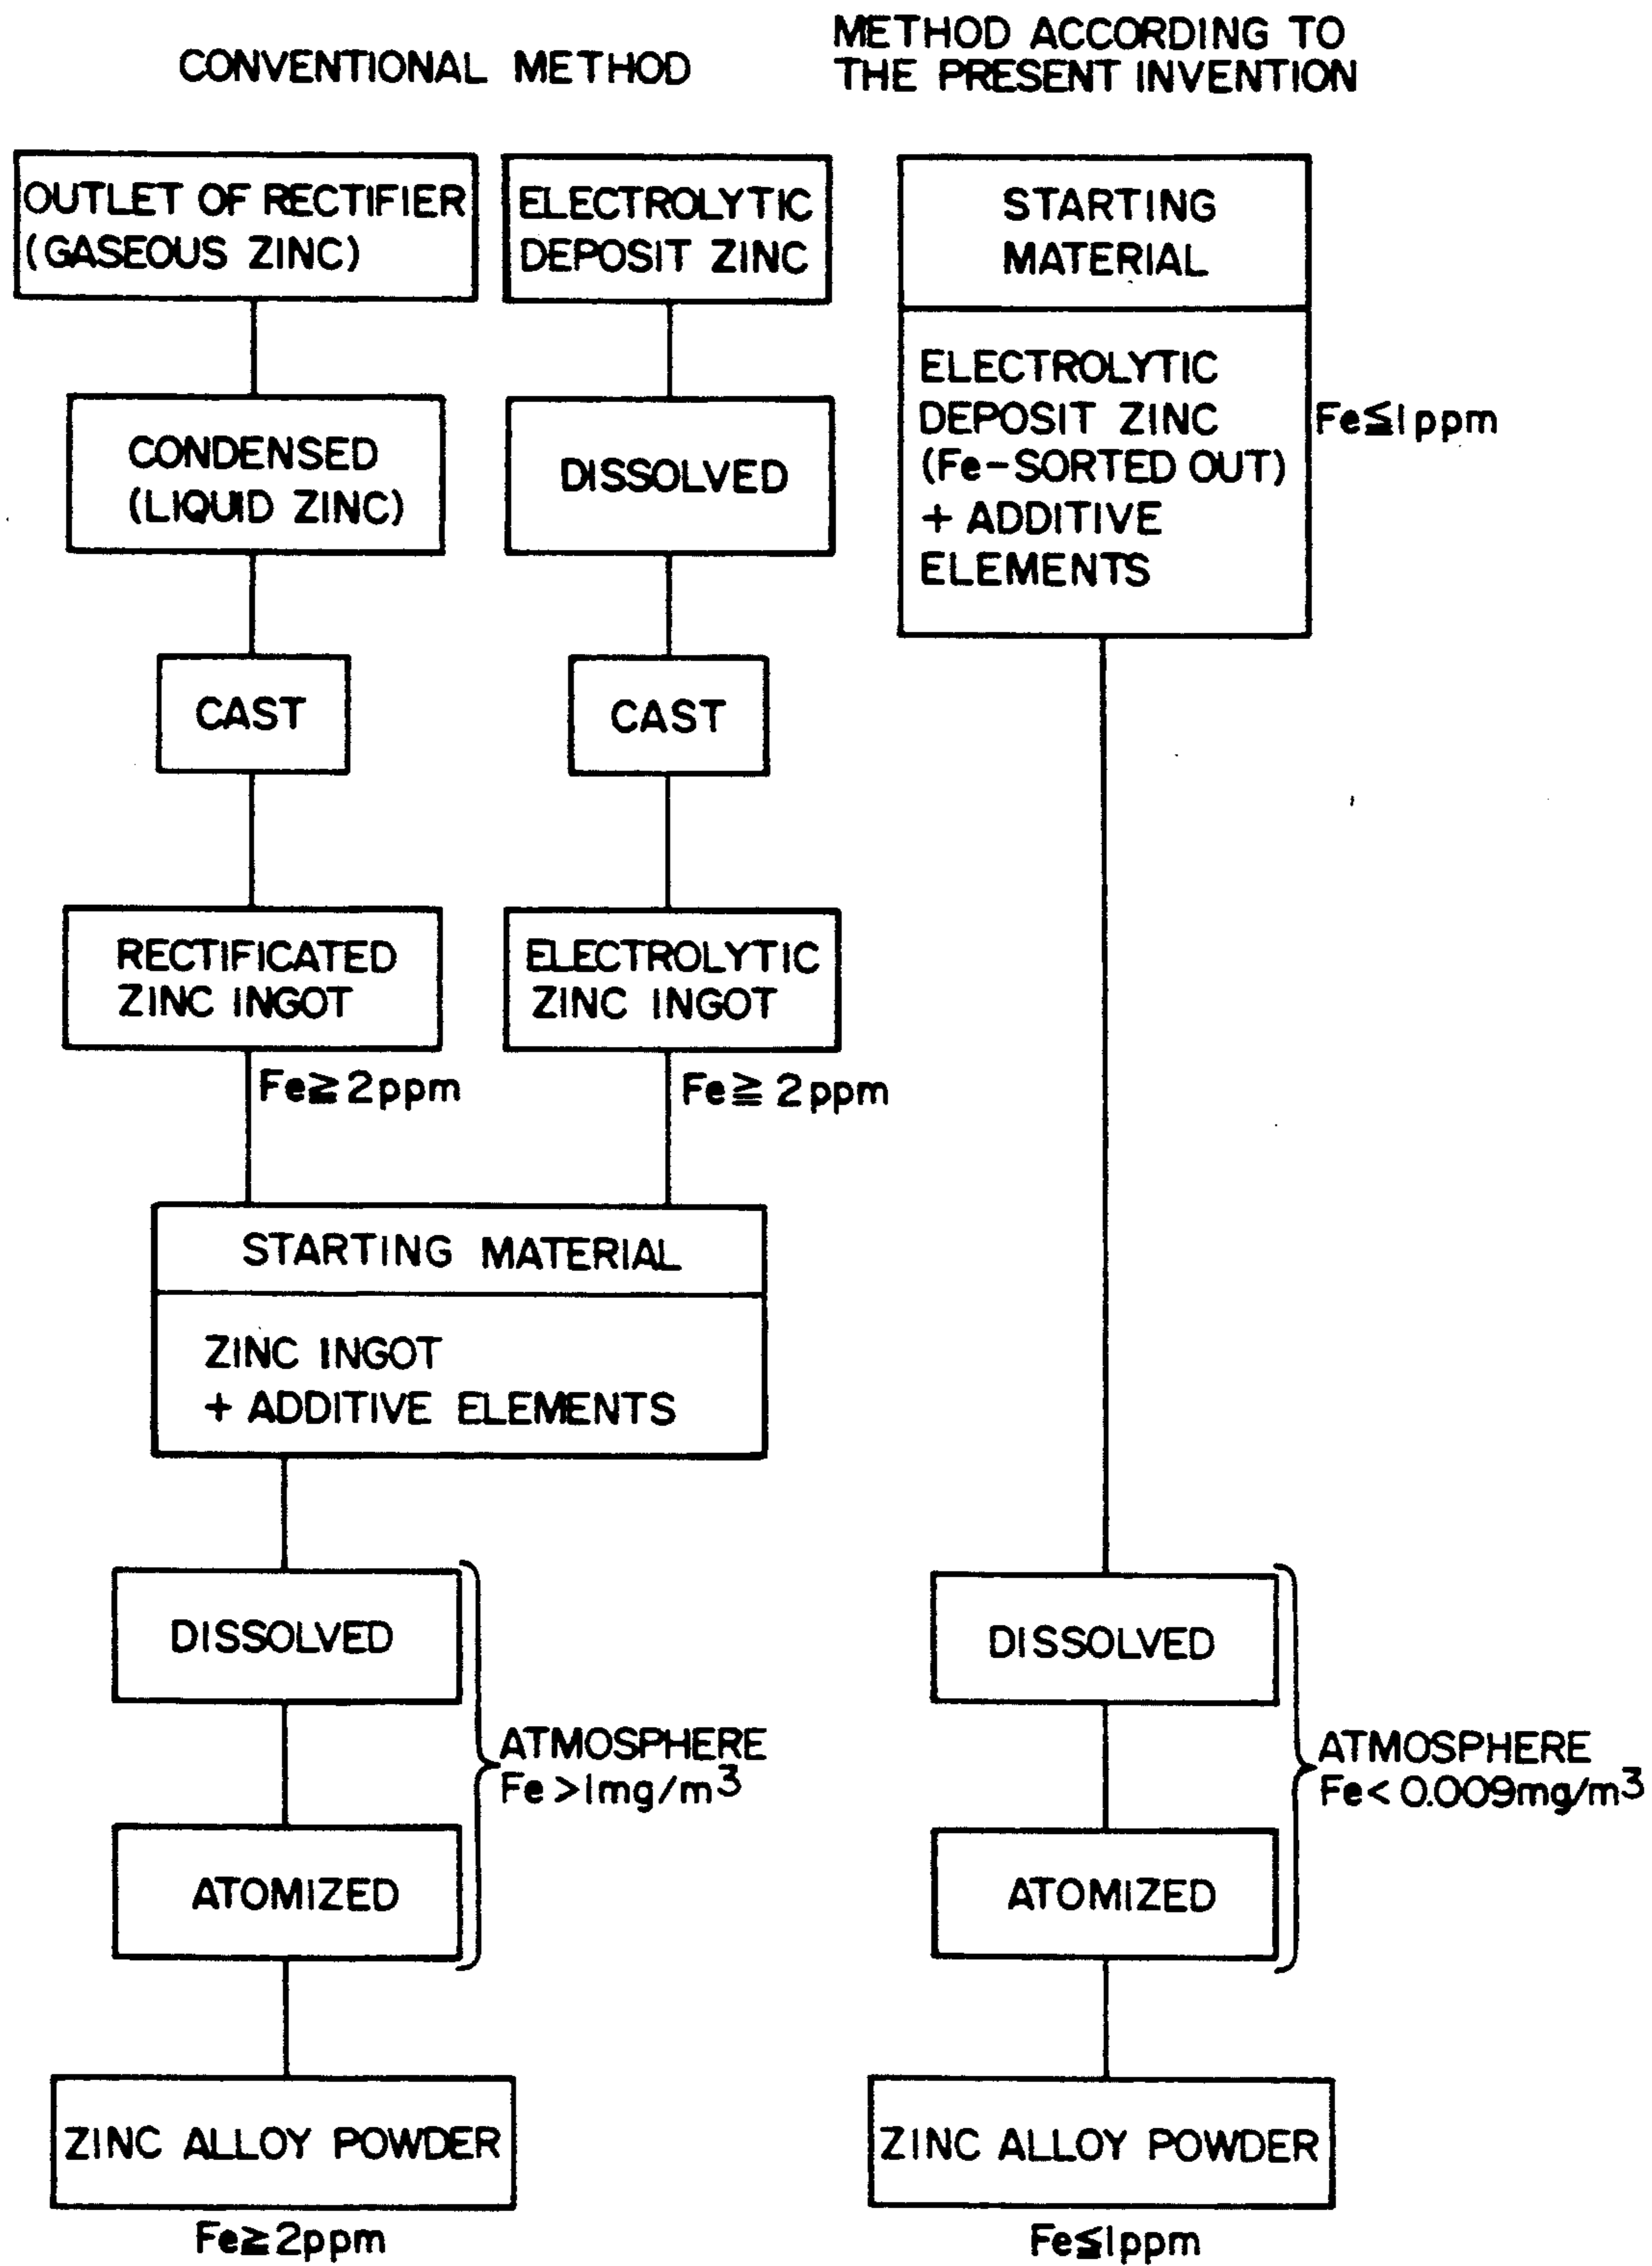 CONVENTIONAL METHOD
METHOD ACCORDING TO
THE PRESENT INVENTION
OUTLET OF RECTIFIER
(GASEOUS ZINC)
ELECTROLYTIC
DEPOSIT ZINC
STARTING
MATERIAL
ELECTROLYTIC
DEPOSIT ZINC
(Fe-SORTED OUT)
+ ADDITIVE
ELEMENTS
Fe≦1ppm
CONDENSED
(LIQUID ZINC)
DISSOLVED
CAST
CAST
RECTIFICATED
ZINC INGOT
ELECTROLYTIC
ZINC INGOT
Fe≧2ppm
Fe≧2ppm
STARTING MATERIAL
ZINC INGOT
+ ADDITIVE ELEMENTS
DISSOLVED
ATOMIZED
ATMOSPHERE
Fe>1mg/m³
DISSOLVED
ATOMIZED
ATMOSPHERE
Fe<0.009mg/m³
ZINC ALLOY POWDER
Fe≧2ppm
ZINC ALLOY POWDER
Fe≦1ppm